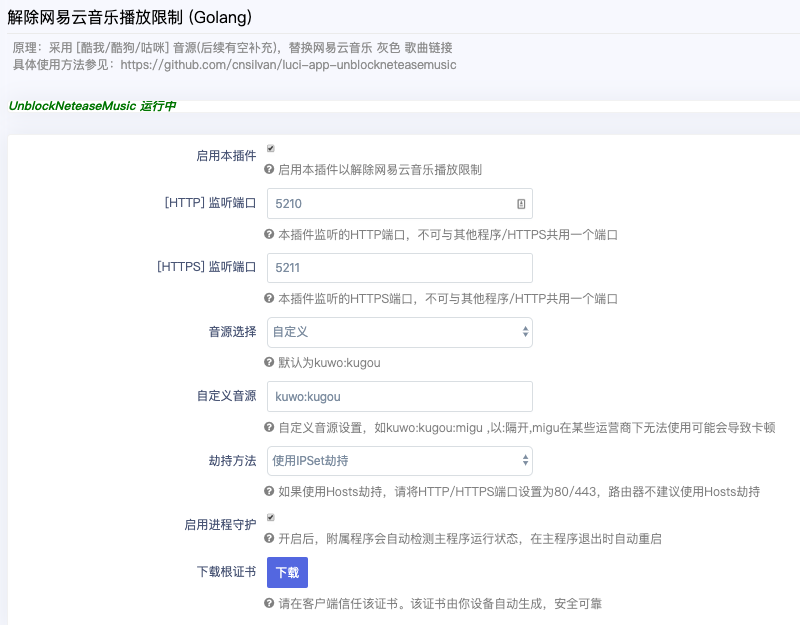 解除网易云音乐播放限制 (Golang)
原理：采用 [酷我/酷狗/咕咪] 音源(后续有空补充)，替换网易云音乐 灰色 歌曲链接
具体使用方法参见：https://github.com/cnsilvan/luci-app-unblockneteasemusic
UnblockNeteaseMusic 运行中
启用本插件
启用本插件以解除网易云音乐播放限制
[HTTP] 监听端口
5210
本插件监听的HTTP端口，不可与其他程序/HTTPS共用一个端口
[HTTPS] 监听端口
5211
本插件监听的HTTPS端口，不可与其他程序/HTTP共用一个端口
音源选择
自定义
默认为kuwo:kugou
自定义音源
kuwo:kugou
自定义音源设置，如kuwo:kugou:migu ,以:隔开,migu在某些运营商下无法使用可能会导致卡顿
劫持方法
使用IPSet劫持
如果使用Hosts劫持，请将HTTP/HTTPS端口设置为80/443，路由器不建议使用Hosts劫持
启用进程守护
开启后，附属程序会自动检测主程序运行状态，在主程序退出时自动重启
下载根证书
下载
请在客户端信任该证书。该证书由你设备自动生成，安全可靠